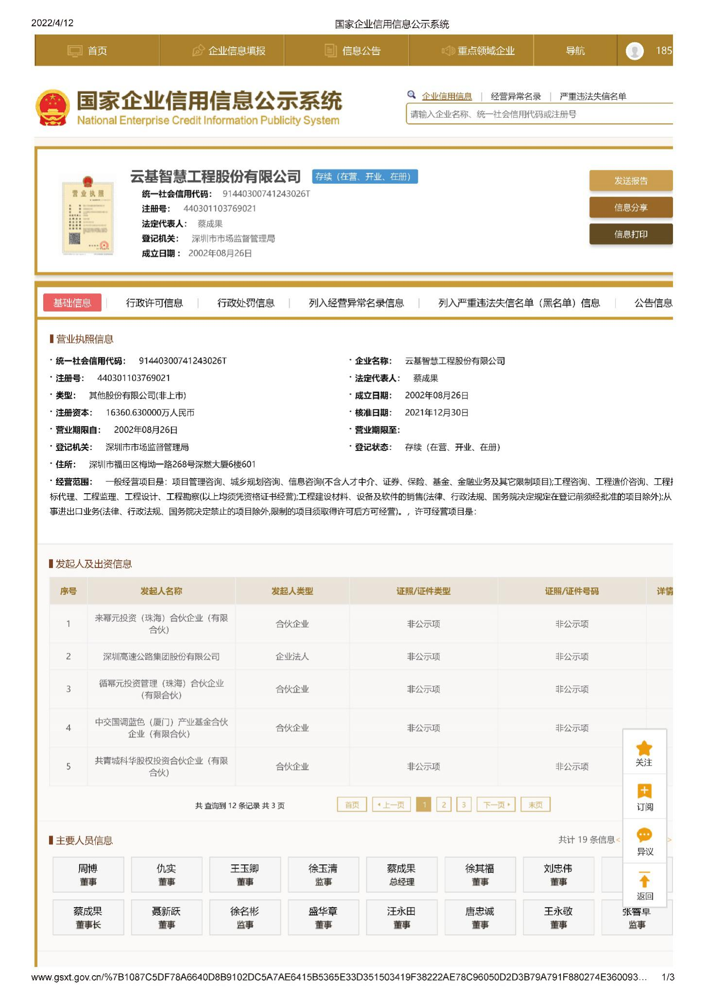 2022/4/12
国家企业信用信息公示系统
首页 企业信息填报 信息公告 重点领域企业 导航 185
国家企业信用信息公示系统
National Enterprise Credit Information Publicity System
企业信用信息 | 经营异常名录 | 严重违法失信名单
请输入企业名称、统一社会信用代码或注册号
营业执照
云基智慧工程股份有限公司 存续（在营、开业、在册）
统一社会信用代码： 91440300741243026T
注册号： 440301103769021
法定代表人： 蔡成果
登记机关： 深圳市市场监督管理局
成立日期： 2002年08月26日
发送报告
信息分享
信息打印
基础信息 | 行政许可信息 | 行政处罚信息 | 列入经营异常名录信息 | 列入严重违法失信名单（黑名单）信息 | 公告信息
营业执照信息
· 统一社会信用代码： 91440300741243026T · 企业名称： 云基智慧工程股份有限公司
· 注册号： 440301103769021 · 法定代表人： 蔡成果
· 类型： 其他股份有限公司(非上市) · 成立日期： 2002年08月26日
· 注册资本： 16360.630000万人民币 · 核准日期： 2021年12月30日
· 营业期限自： 2002年08月26日 · 营业期限至：
· 登记机关： 深圳市市场监督管理局 · 登记状态： 存续（在营、开业、在册）
· 住所： 深圳市福田区梅坳一路268号深燃大厦6楼601
· 经营范围： 一般经营项目是：项目管理咨询、城乡规划咨询、信息咨询(不含人才中介、证券、保险、基金、金融业务及其它限制项目);工程咨询、工程造价咨询、工程
标代理、工程监理、工程设计、工程勘察(以上均须凭资格证书经营);工程建设材料、设备及软件的销售(法律、行政法规、国务院决定规定在登记前须经批准的项目除外);从
事进出口业务(法律、行政法规、国务院决定禁止的项目除外,限制的项目须取得许可后方可经营)。，许可经营项目是：
发起人及出资信息
序号 发起人名称 发起人类型 证照/证件类型 证照/证件号码 详情
1 来幂元投资（珠海）合伙企业（有限
合伙） 合伙企业 非公示项 非公示项
2 深圳高速公路集团股份有限公司 企业法人 非公示项 非公示项
3 循幂元投资管理（珠海）合伙企业
（有限合伙） 合伙企业 非公示项 非公示项
4 中交国调蓝色（厦门）产业基金合伙
企业（有限合伙） 合伙企业 非公示项 非公示项
5 共青城科华股权投资合伙企业（有限
合伙） 合伙企业 非公示项 非公示项
共 查询到 12 条记录 共 3 页 首页 上一页 1 2 3 下一页 末页
关注
订阅
异议
返回
主要人员信息 共计 19 条信息 < >
周博 仇实 王玉卿 徐玉清 蔡成果 徐其福 刘忠伟
董事 董事 董事 监事 总经理 董事 董事
蔡成果 聂新跃 徐名彬 盛华章 汪永田 唐忠诚 王永敬 张睿卓
董事长 董事 监事 董事 董事 董事 董事 监事
www.gsxt.gov.cn/%7B1087C5DF78A6640D8B9102DC5A7AE6415B5365E33D351503419F38222AE78C96050D2D3B79A791F880274E360093... 1/3